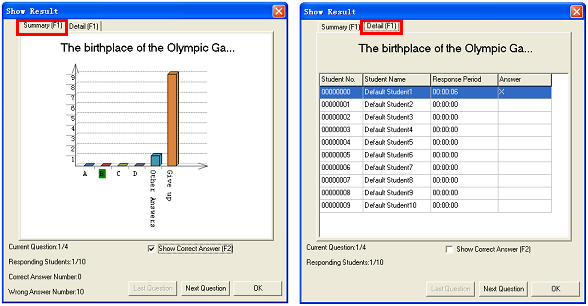 Show Result
Summary (F1) Detail (F1)
The birthplace of the Olympic Ga...
9
8
7
6
5
4
3
2
1
A B C D Other Answers Give up
Current Question:1/4
Show Correct Answer (F2)
Responding Students:1/10
Correct Answer Number:0
Wrong Answer Number:10
Last Question Next Question OK
Show Result
Summary (F1) Detail (F1)
The birthplace of the Olympic Ga...
Student No. Student Name Response Period Answer
00000000 Default Student1 00:00:06 X
00000001 Default Student2 00:00:00
00000002 Default Student3 00:00:00
00000003 Default Student4 00:00:00
00000004 Default Student5 00:00:00
00000005 Default Student6 00:00:00
00000006 Default Student7 00:00:00
00000007 Default Student8 00:00:00
00000008 Default Student9 00:00:00
00000009 Default Student10 00:00:00
Current Question:1/4
Show Correct Answer (F2)
Responding Students:1/10
Last Question Next Question OK